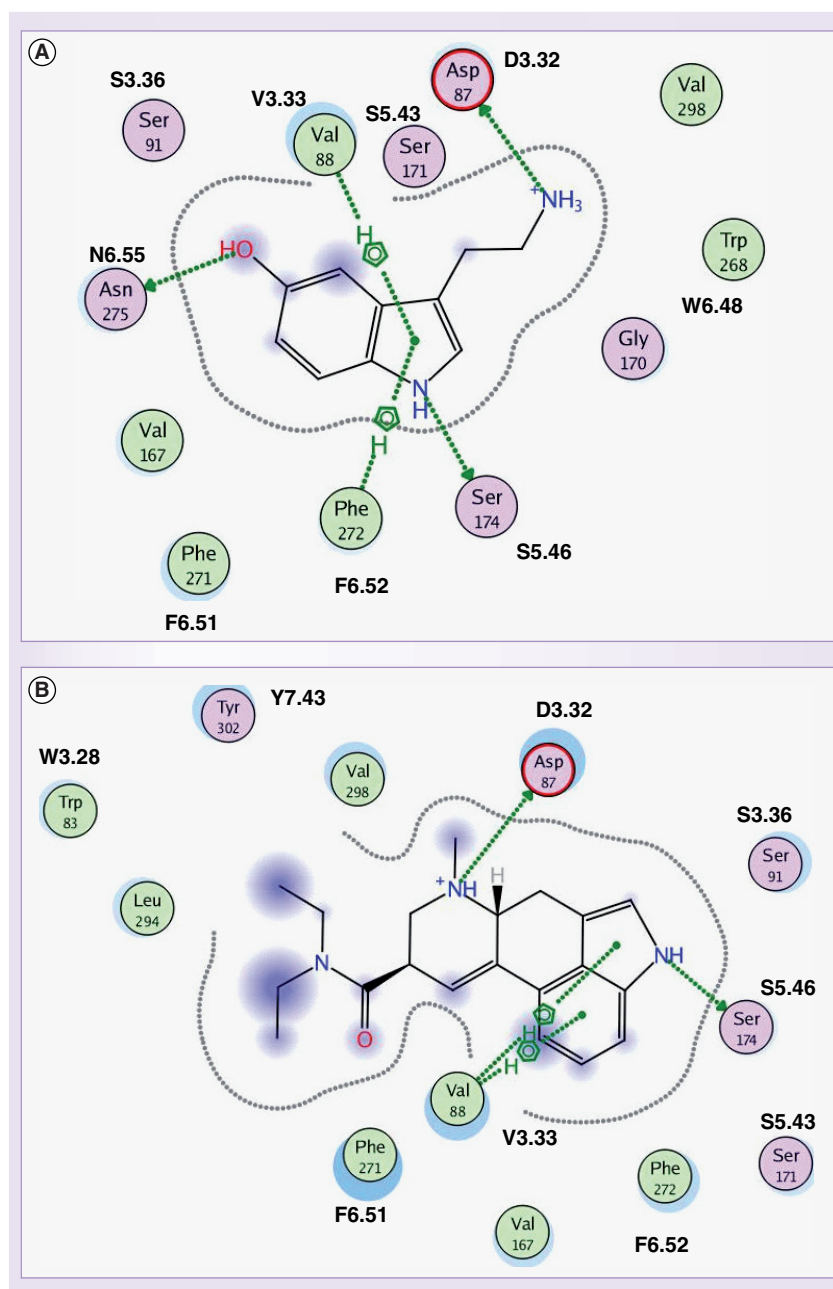 A
S3.36
Ser
91
V3.33
Val
88
S5.43
Ser
171
Asp
87
D3.32
Val
298
+
NH3
HO
H
N6.55
Asn
275
Trp
268
W6.48
Gly
170
N
H
H
Val
167
Phe
272
F6.52
Ser
174
S5.46
Phe
271
F6.51
B
Tyr
302
Y7.43
D3.32
Asp
87
W3.28
Trp
83
Val
298
S3.36
Ser
91
Leu
294
+
NH
H
N
NH
O
H
H
S5.46
Ser
174
Val
88
V3.33
S5.43
Ser
171
Phe
271
F6.51
Phe
272
F6.52
Val
167